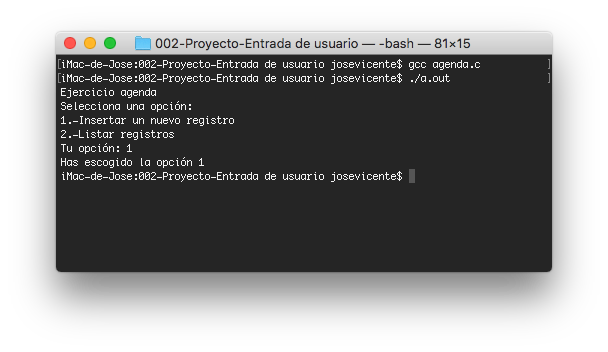 002-Proyecto-Entrada de usuario — -bash — 81×15
[iMac-de-Jose:002-Proyecto-Entrada de usuario josevicente$ gcc agenda.c ]
[iMac-de-Jose:002-Proyecto-Entrada de usuario josevicente$ ./a.out ]
Ejercicio agenda
Selecciona una opción:
1.-Insertar un nuevo registro
2.-Listar registros
Tu opción: 1
Has escogido la opción 1
iMac-de-Jose:002-Proyecto-Entrada de usuario josevicente$